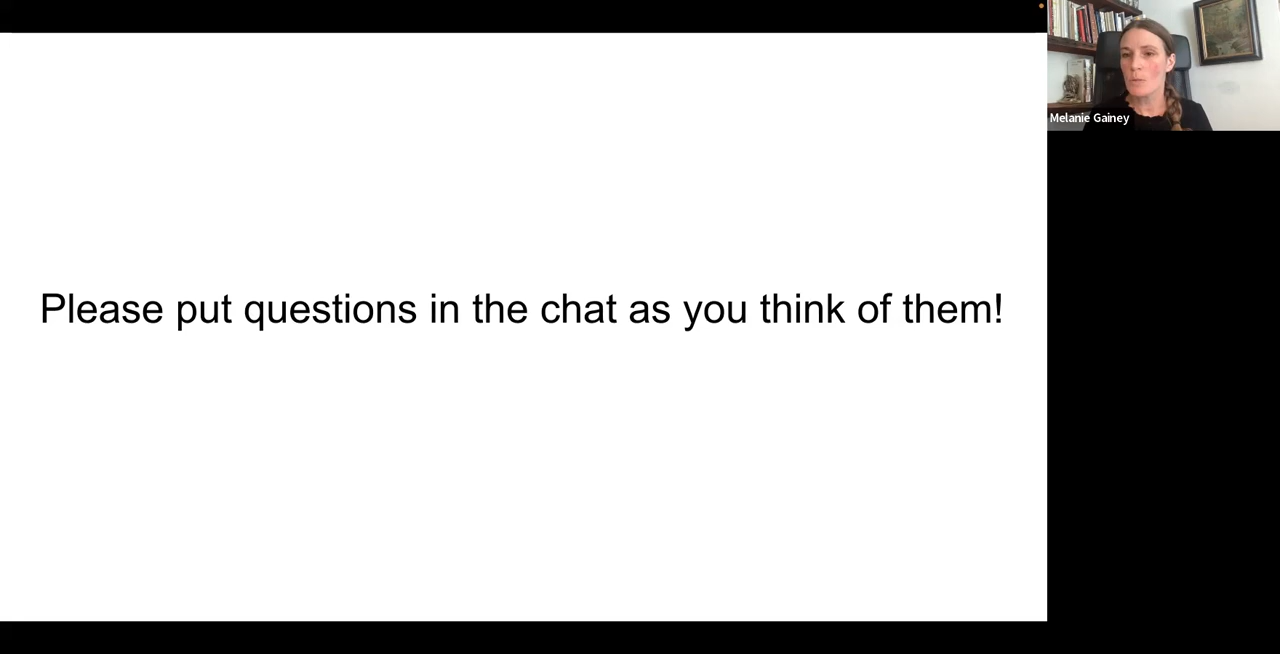 Please put questions in the chat as you think of them!
Melanie Gainey